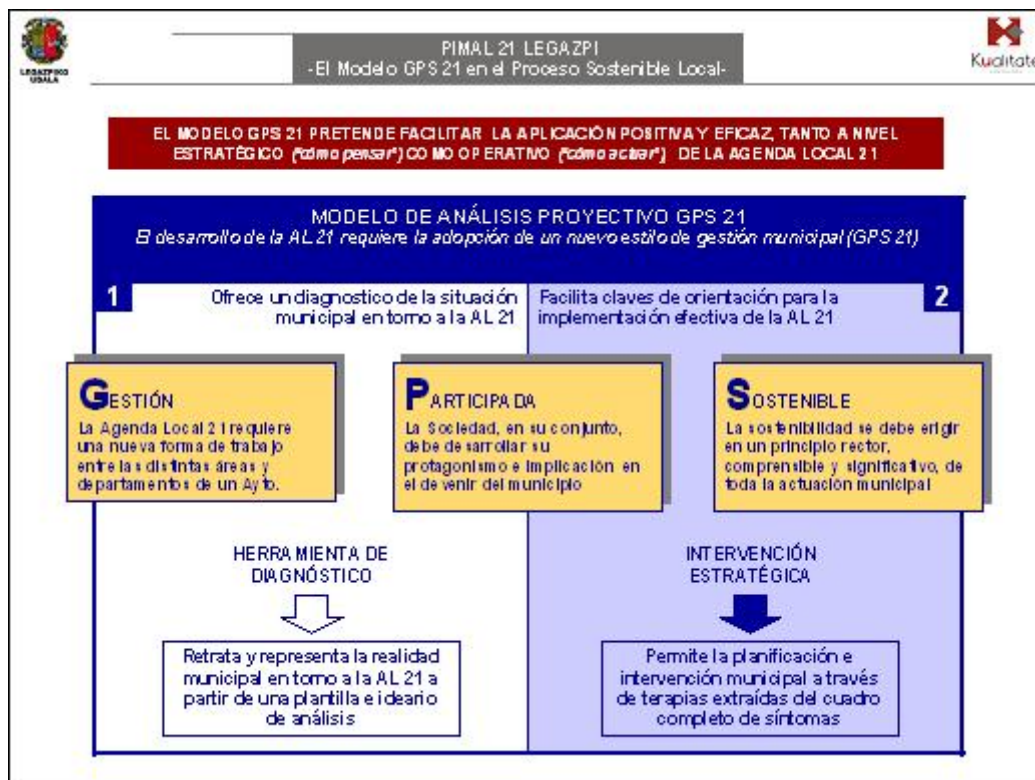 LEGAZPIKO
UDALA
PIMAL 21 LEGAZPI
-El Modelo GPS 21 en el Proceso Sostenible Local-
Kualitate
EL MODELO GPS 21 PRETENDE FACILITAR LA APLICACIÓN POSITIVA Y EFICAZ, TANTO A NIVEL
ESTRATÉGICO ("cómo pensar") COMO OPERATIVO ("cómo actuar") DE LA AGENDA LOCAL 21
MODELO DE ANÁLISIS PROYECTIVO GPS 21
El desarrollo de la AL 21 requiere la adopción de un nuevo estilo de gestión municipal (GPS 21)
1
Ofrece un diagnostico de la situación
municipal en torno a la AL 21
Facilita claves de orientación para la
implementación efectiva de la AL 21
2
GESTIÓN
La Agenda Local 21 requiere
una nueva forma de trabajo
entre las distintas áreas y
departamentos de un Ayto.
PARTICIPADA
La Sociedad, en su conjunto,
debe desarrollar su
protagonismo e implicación en
el devenir del municipio
SOSTENIBLE
La sostenibilidad se debe erigir
en un principio rector,
comprensible y significativo, de
toda la actuación municipal
HERRAMIENTA DE
DIAGNÓSTICO
Retrata y representa la realidad
municipal en torno a la AL 21 a
partir de una plantilla e ideario
de análisis
INTERVENCIÓN
ESTRATÉGICA
Permite la planificación e
intervención municipal a través
de terapias extraídas del cuadro
completo de síntomas